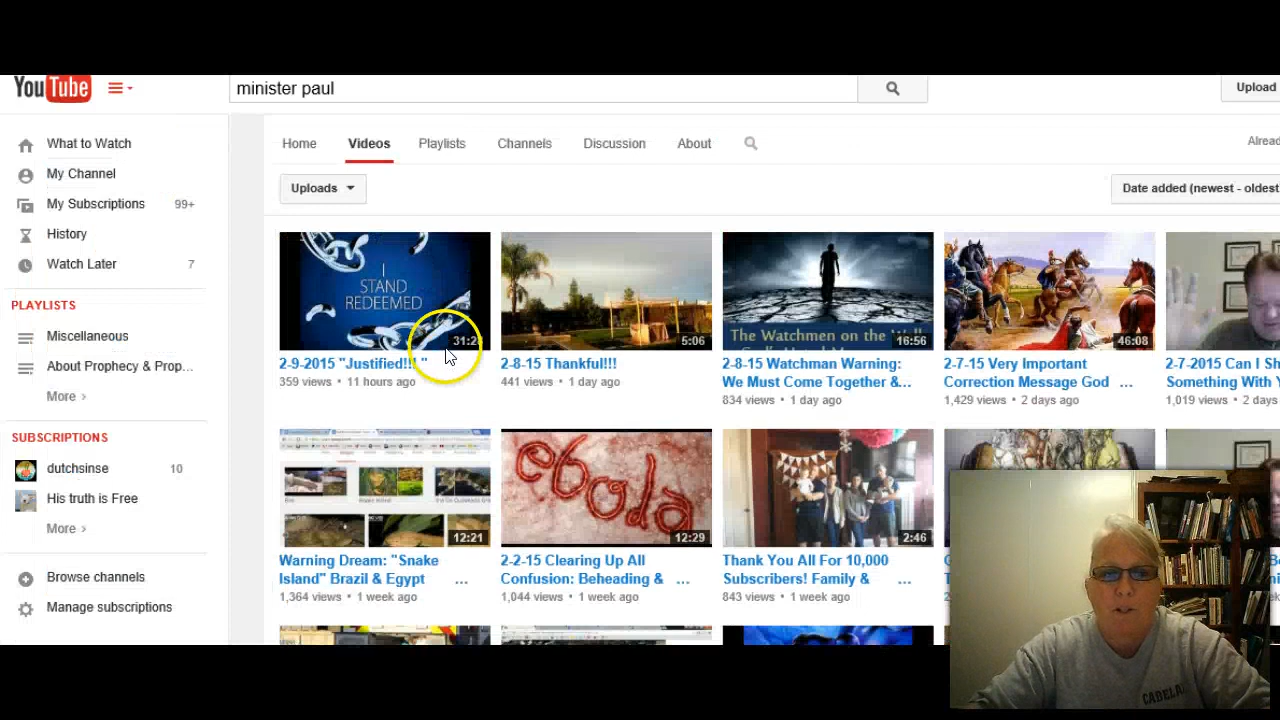 YouTube
minister paul
Upload
What to Watch
My Channel
My Subscriptions 99+
History
Watch Later 7
PLAYLISTS
Miscellaneous
About Prophecy & Prop...
More ›
SUBSCRIPTIONS
dutchsinse 10
His truth is Free
More ›
Browse channels
Manage subscriptions
Home Videos Playlists Channels Discussion About
Alread
Uploads
Date added (newest - oldest
I
STAND
REDEEMED
31:2
2-9-2015 "Justified!!! "
359 views • 11 hours ago
5:06
2-8-15 Thankful!!!
441 views • 1 day ago
The Watchmen on the Wall
16:56
2-8-15 Watchman Warning:
We Must Come Together &...
834 views • 1 day ago
46:08
2-7-15 Very Important
Correction Message God ...
1,429 views • 2 days ago
2-7-2015 Can I Sh
Something With Y
1,019 views • 2 days
12:21
Warning Dream: "Snake
Island" Brazil & Egypt ...
1,364 views • 1 week ago
ebola
12:29
2-2-15 Clearing Up All
Confusion: Beheading & ...
1,044 views • 1 week ago
2:46
Thank You All For 10,000
Subscribers! Family & ...
843 views • 1 week ago